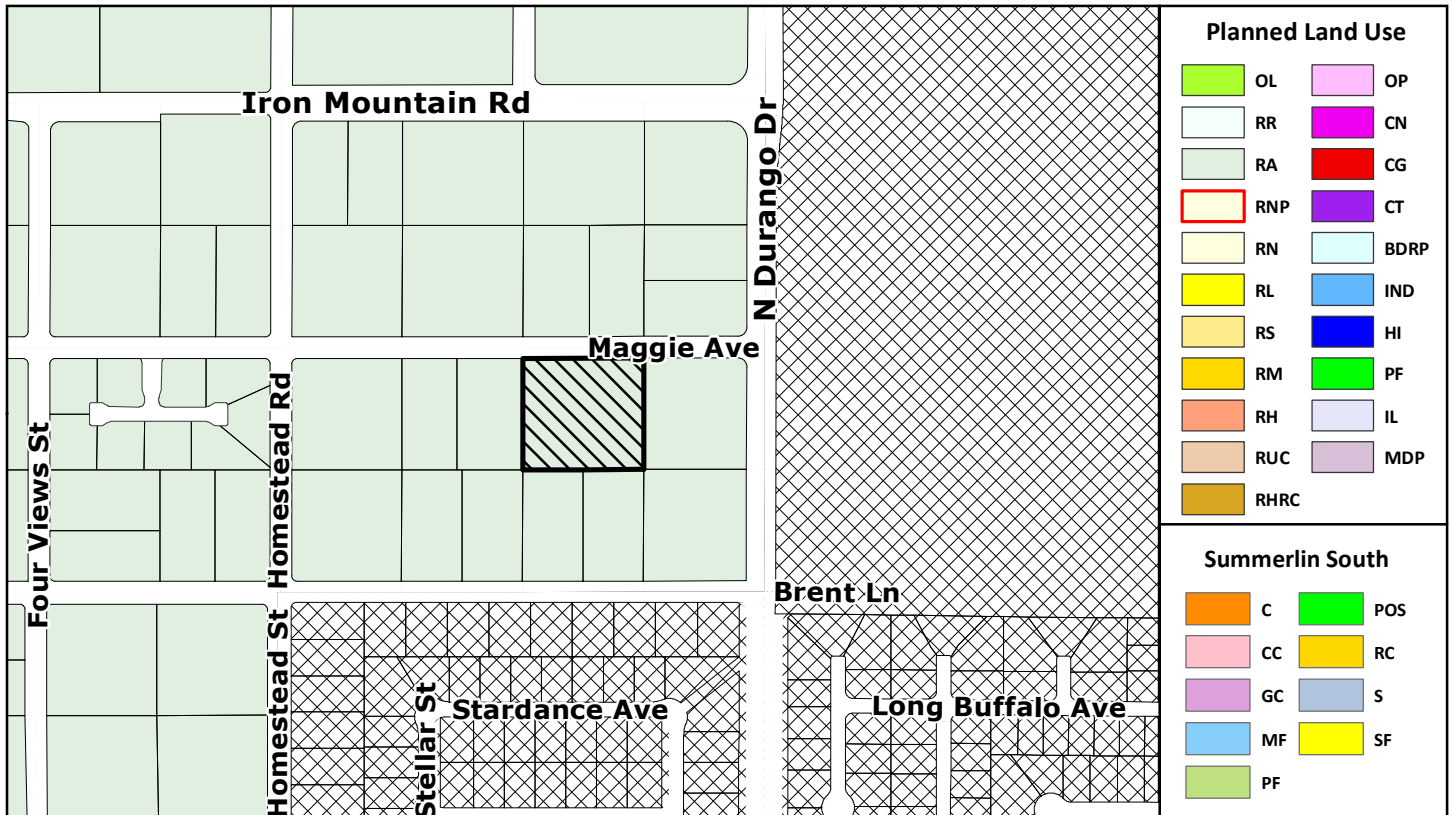 Iron Mountain Rd
N Durango Dr
Maggie Ave
Four Views St
Homestead Rd
Brent Ln
Homestead St
Stellar St
Stardance Ave
Long Buffalo Ave
Planned Land Use
OL
OP
RR
CN
RA
CG
RNP
CT
RN
BDRP
RL
IND
RS
HI
RM
PF
RH
IL
RUC
MDP
RHRC
Summerlin South
C
POS
CC
RC
GC
S
MF
SF
PF